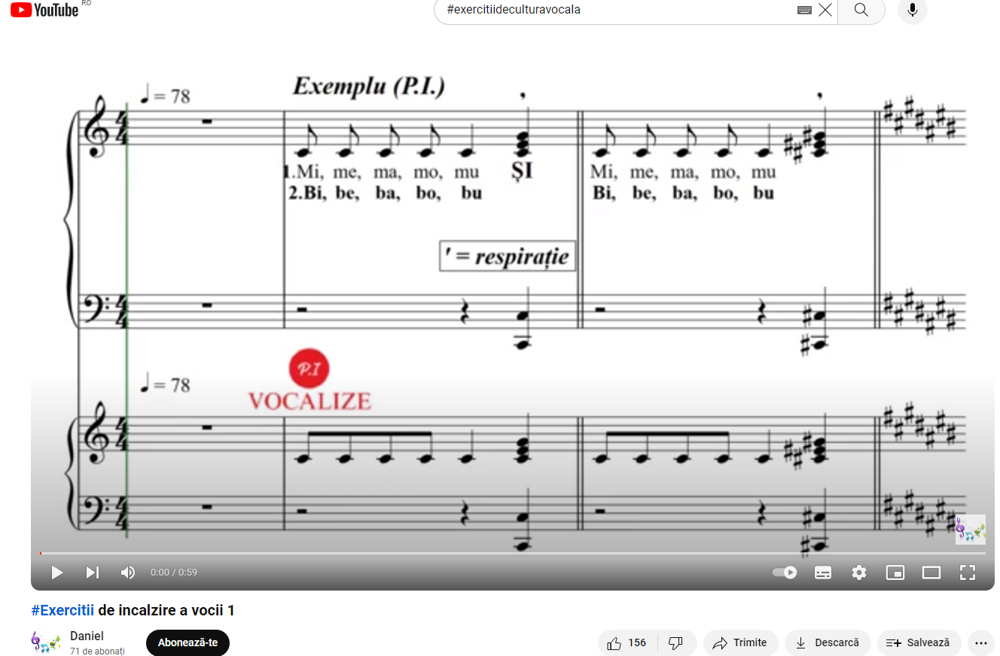 YouTube RO
#exercitiideculturavocala
Exemplu (P.I.)
= 78
1.Mi, me, ma, mo, mu ȘI Mi, me, ma, mo, mu
2.Bi, be, ba, bo, bu Bi, be, ba, bo, bu
' = respirație
P.I
= 78
VOCALIZE
0:00 / 0:59
#Exercitii de incalzire a vocii 1
Daniel
71 de abonați
Abonează-te
156
Trimite
Descarcă
Salvează